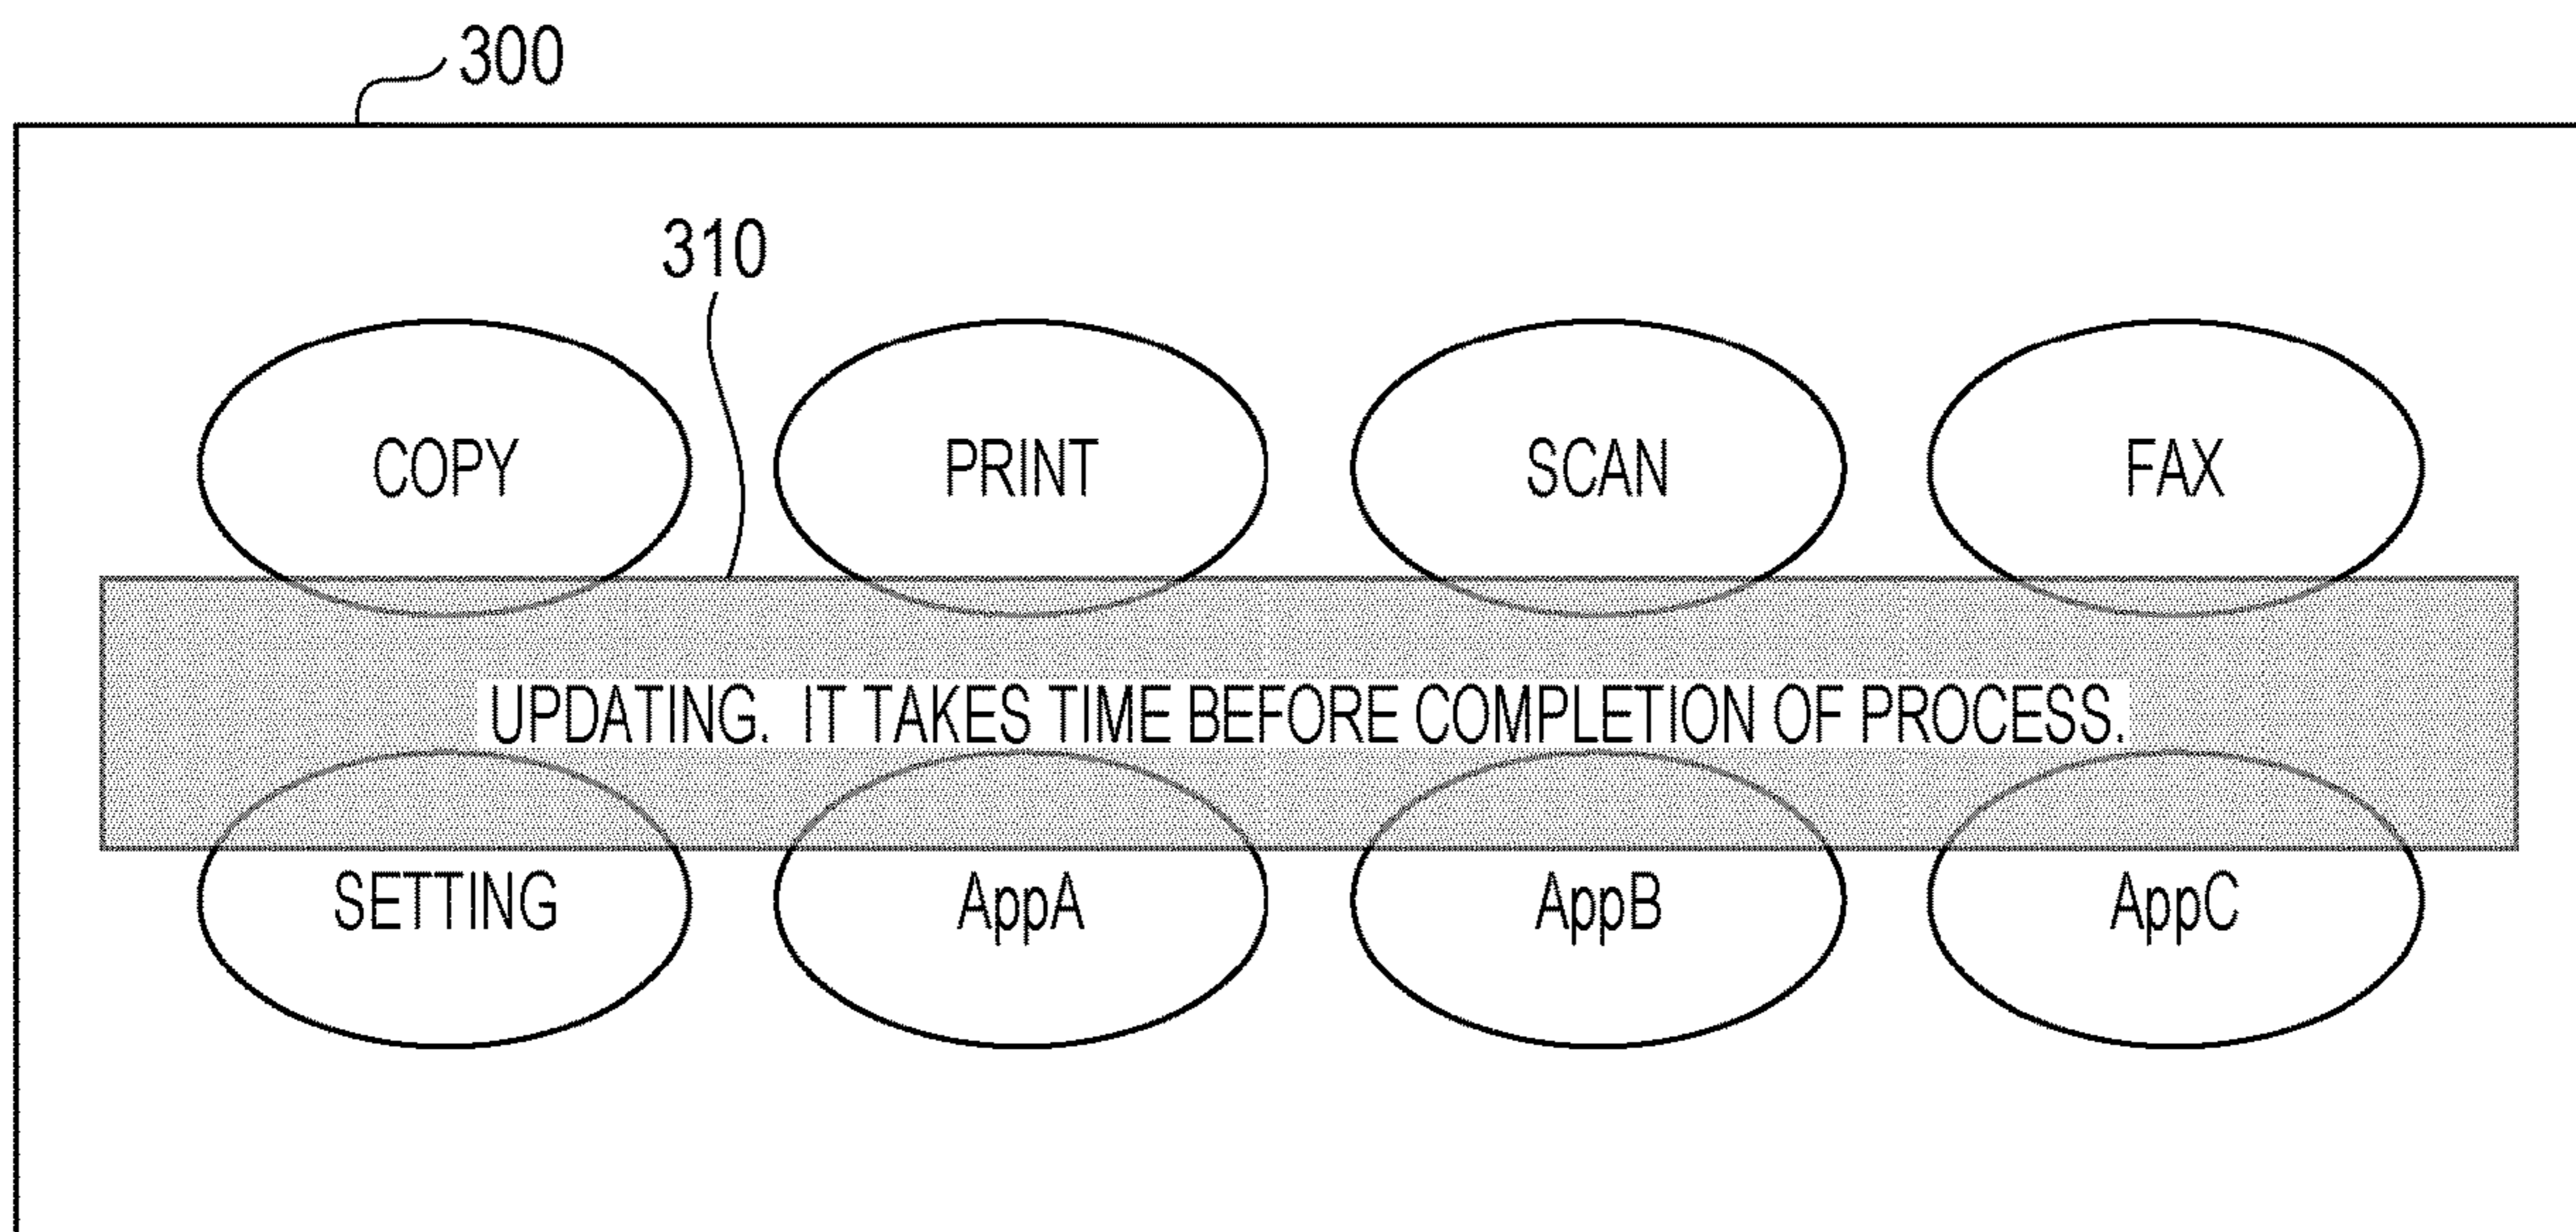 300
310
COPY PRINT SCAN FAX
UPDATING. IT TAKES TIME BEFORE COMPLETION OF PROCESS.
SETTING AppA AppB AppC